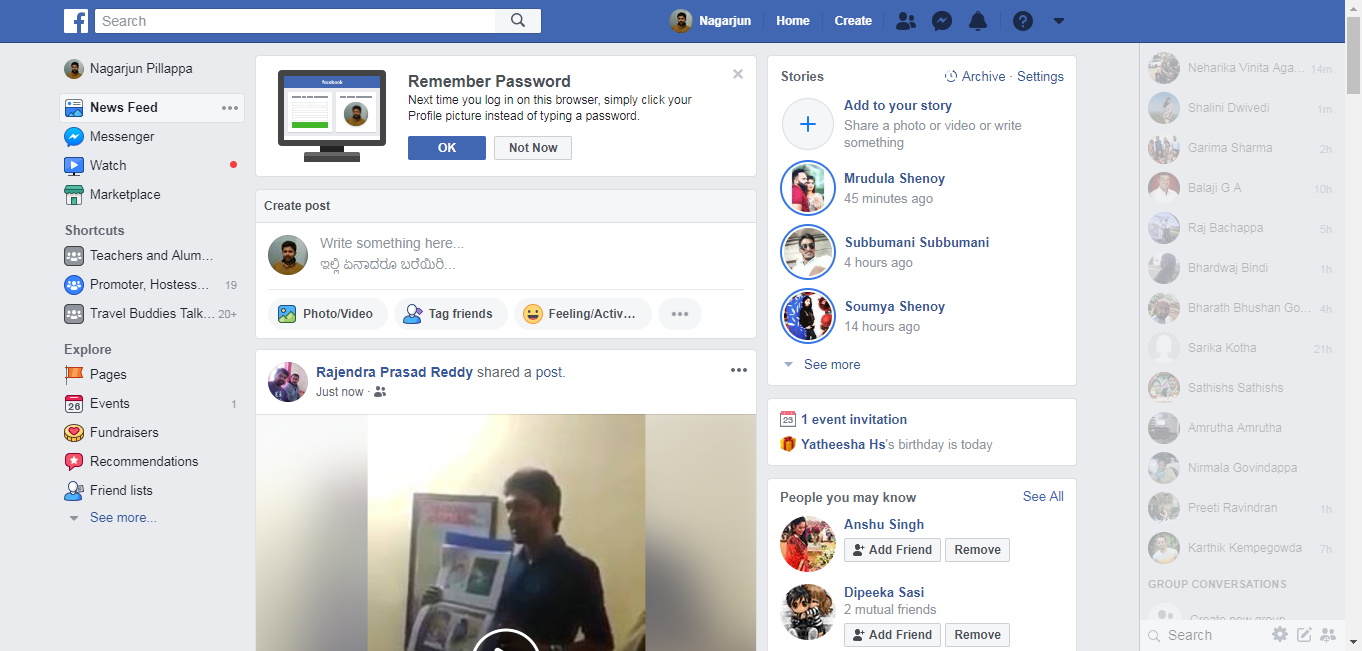 Search
Nagarjun
Home
Create
Nagarjun Pillappa
News Feed
Messenger
Watch
Marketplace
Shortcuts
Teachers and Alum...
Promoter, Hostess... 19
Travel Buddies Talk... 20+
Explore
Pages
Events 1
Fundraisers
Recommendations
Friend lists
See more...
facebook
Remember Password
Next time you log in on this browser, simply click your
Profile picture instead of typing a password.
OK
Not Now
Create post
Write something here...
ಇಲ್ಲಿ ಏನಾದರೂ ಬರೆಯಿರಿ...
Photo/Video
Tag friends
Feeling/Activ...
Rajendra Prasad Reddy shared a post.
Just now ·
Stories
Archive · Settings
Add to your story
Share a photo or video or write
something
Mrudula Shenoy
45 minutes ago
Subbumani Subbumani
4 hours ago
Soumya Shenoy
14 hours ago
See more
23
1 event invitation
Yatheesha Hs's birthday is today
People you may know
See All
Anshu Singh
Add Friend
Remove
Dipeeka Sasi
2 mutual friends
Add Friend
Remove
Neharika Vinita Aga... 14m
Shalini Dwivedi 1m
Garima Sharma 2h
Balaji G A 10h
Raj Bachappa 5h
Bhardwaj Bindi 1h
Bharath Bhushan Go... 4h
Sarika Kotha 21h
Sathishs Sathishs
Amrutha Amrutha
Nirmala Govindappa
Preeti Ravindran 1h
Karthik Kempegowda 7h
GROUP CONVERSATIONS
Create new group
Search